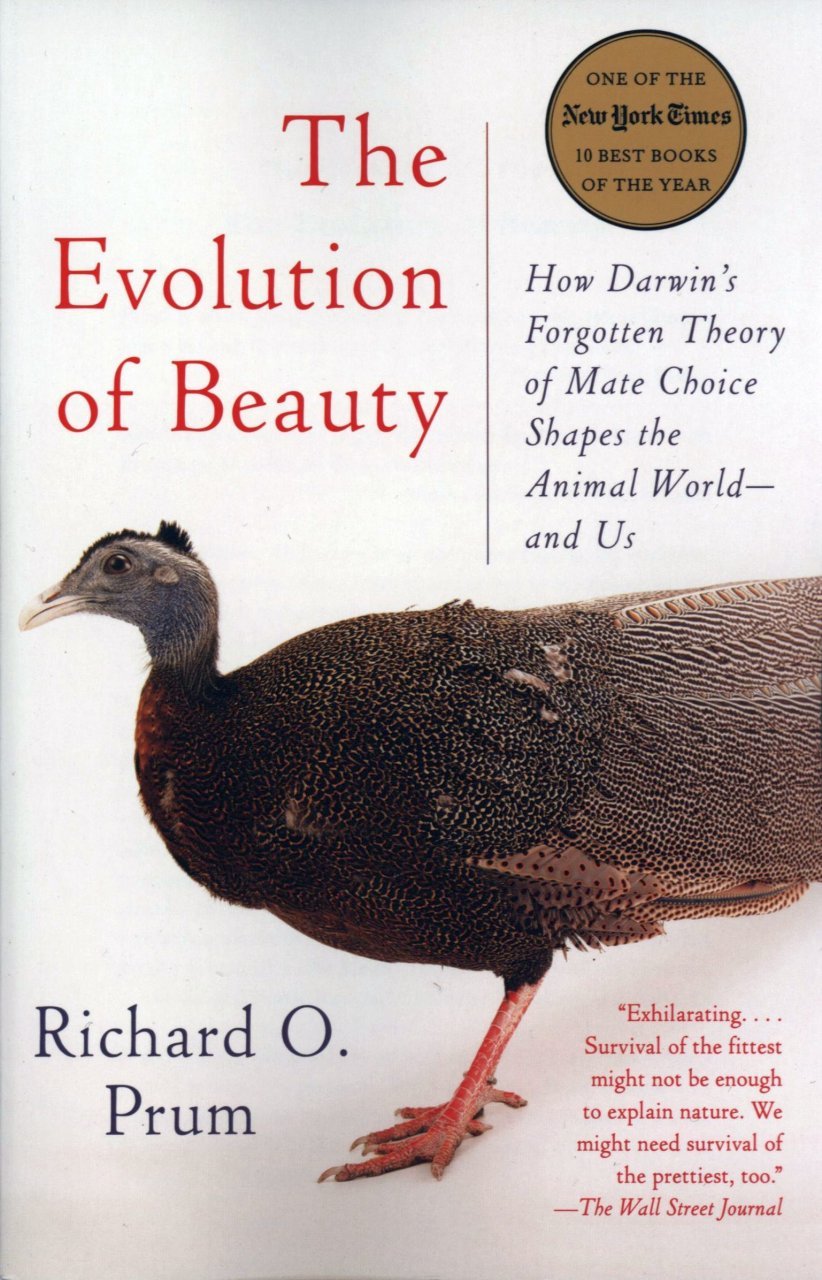 The
Evolution
of Beauty
ONE OF THE
New York Times
10 BEST BOOKS
OF THE YEAR
How Darwin's
Forgotten Theory
of Mate Choice
Shapes the
Animal World—
and Us
Richard O.
Prum
“Exhilarating. . . .
Survival of the fittest
might not be enough
to explain nature. We
might need survival of
the prettiest, too.”
—The Wall Street Journal